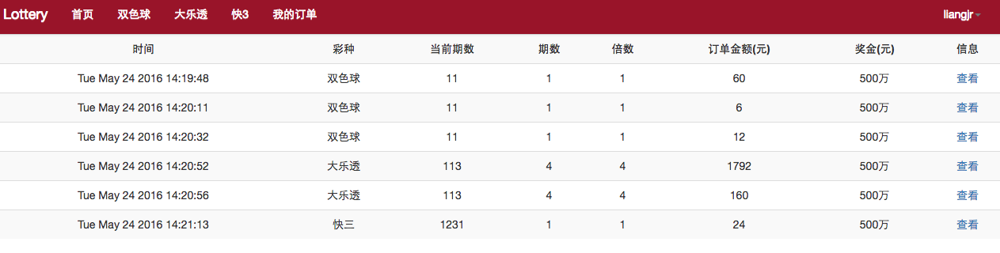 Lottery 首页 双色球 大乐透 快3 我的订单 liangjr
时间 彩种 当前期数 期数 倍数 订单金额(元) 奖金(元) 信息
Tue May 24 2016 14:19:48 双色球 11 1 1 60 500万 查看
Tue May 24 2016 14:20:11 双色球 11 1 1 6 500万 查看
Tue May 24 2016 14:20:32 双色球 11 1 1 12 500万 查看
Tue May 24 2016 14:20:52 大乐透 113 4 4 1792 500万 查看
Tue May 24 2016 14:20:56 大乐透 113 4 4 160 500万 查看
Tue May 24 2016 14:21:13 快三 1231 1 1 24 500万 查看